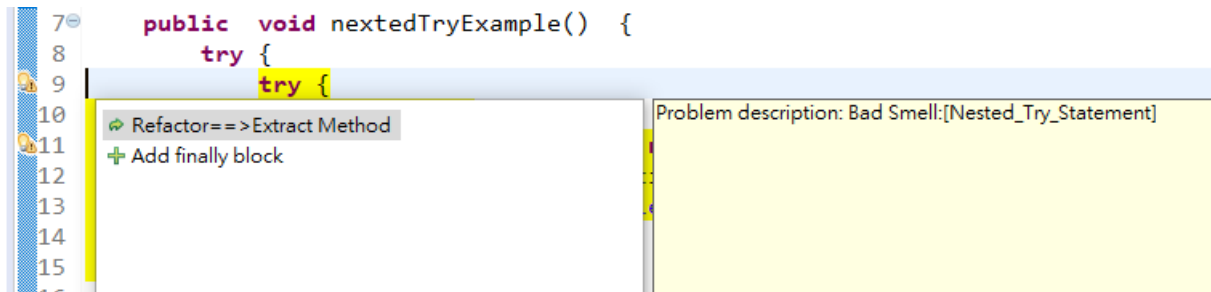 7 public void nextedTryExample() {
8 try {
9 try {
10
Refactor==>Extract Method
Problem description: Bad Smell:[Nested_Try_Statement]
11
Add finally block
12
13
14
15